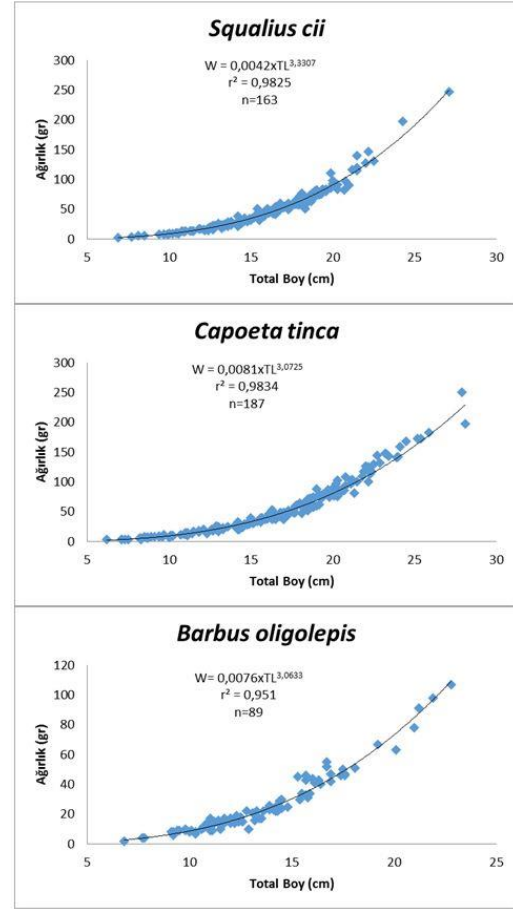 Squalius cii
W = 0,0042xTL3,3307
r² = 0,9825
n=163
Ağırlık (gr)
300
250
200
150
100
50
0
5 10 15 20 25 30
Total Boy (cm)
Capoeta tinca
W = 0,0081xTL3,0725
r² = 0,9834
n=187
Ağırlık (gr)
300
250
200
150
100
50
0
5 10 15 20 25 30
Total Boy (cm)
Barbus oligolepis
W= 0,0076xTL3,0633
r² = 0,951
n=89
Ağırlık (gr)
120
100
80
60
40
20
0
5 10 15 20 25
Total Boy (cm)